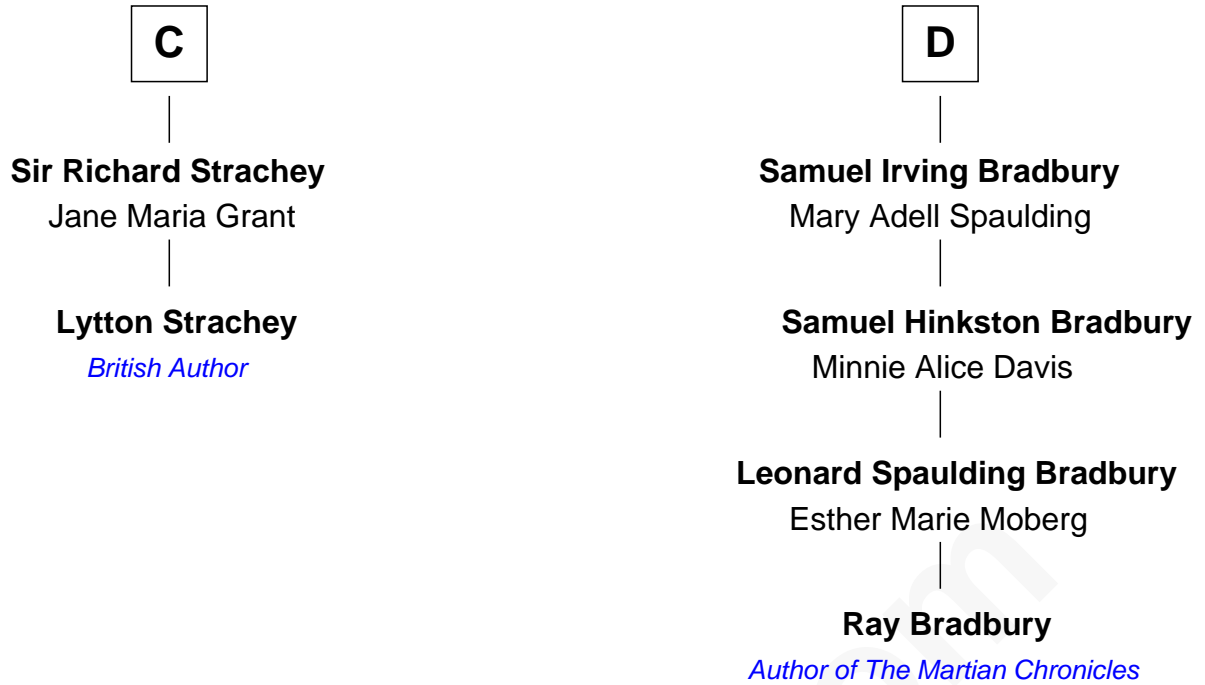 C
Sir Richard Strachey
Jane Maria Grant
Lytton Strachey
British Author
D
Samuel Irving Bradbury
Mary Adell Spaulding
Samuel Hinkston Bradbury
Minnie Alice Davis
Leonard Spaulding Bradbury
Esther Marie Moberg
Ray Bradbury
Author of The Martian Chronicles